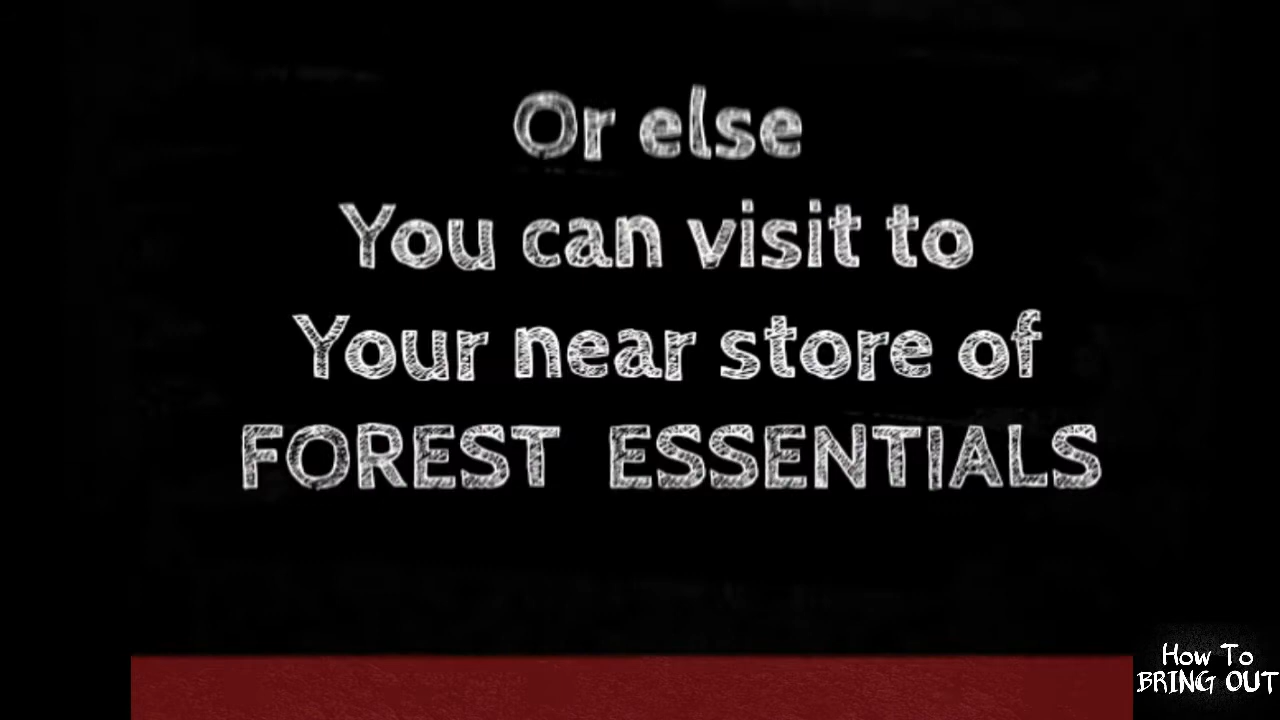 Or else
You can visit to
Your near store of
FOREST ESSENTIALS
How To
BRING OUT